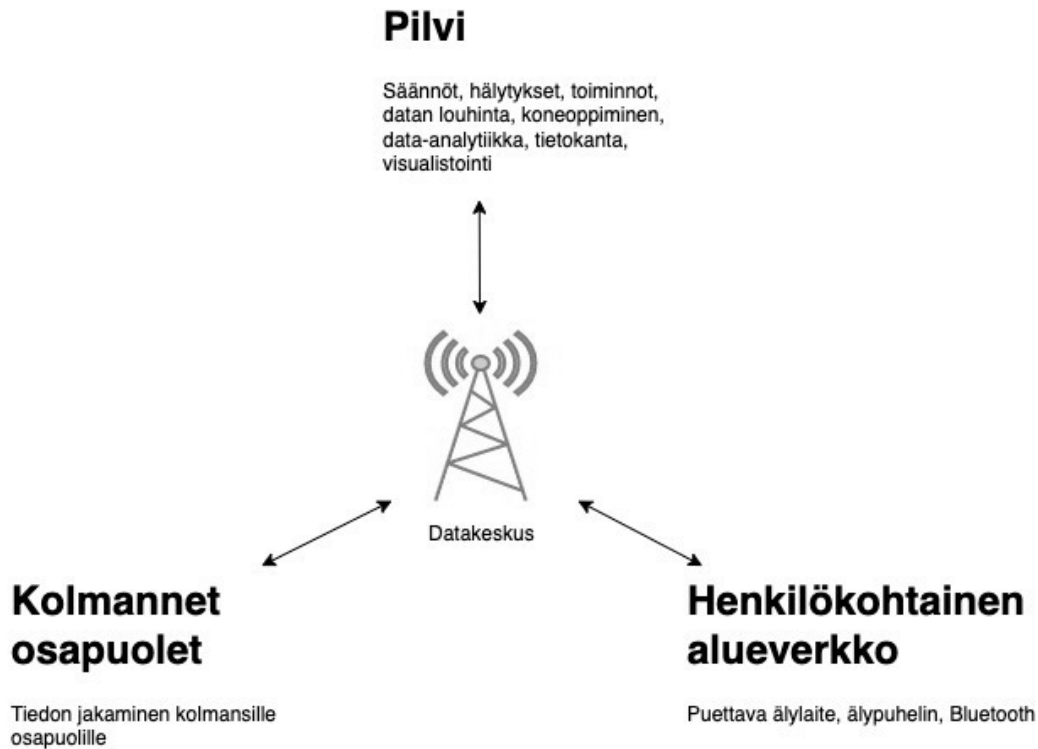 Pilvi
Säännöt, hälytykset, toiminnot,
datan louhinta, koneoppiminen,
data-analytiikka, tietokanta,
visualistointi
Datakeskus
Kolmannet
osapuolet
Tiedon jakaminen kolmansille
osapuolille
Henkilökohtainen
alueverkko
Puettava älylaite, älypuhelin, Bluetooth